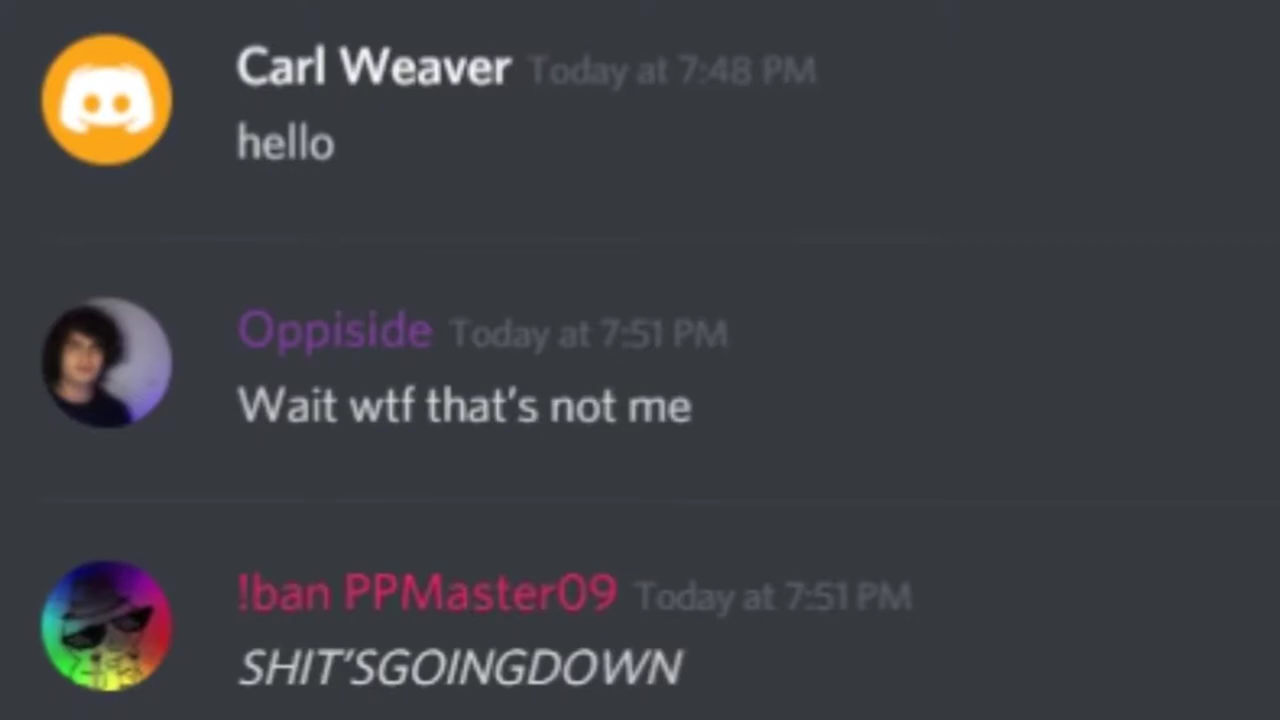 Carl Weaver Today at 7:48 PM
hello
Oppiside Today at 7:51 PM
Wait wtf that's not me
!ban PPMaster09 Today at 7:51 PM
SHIT'SGOINGDOWN